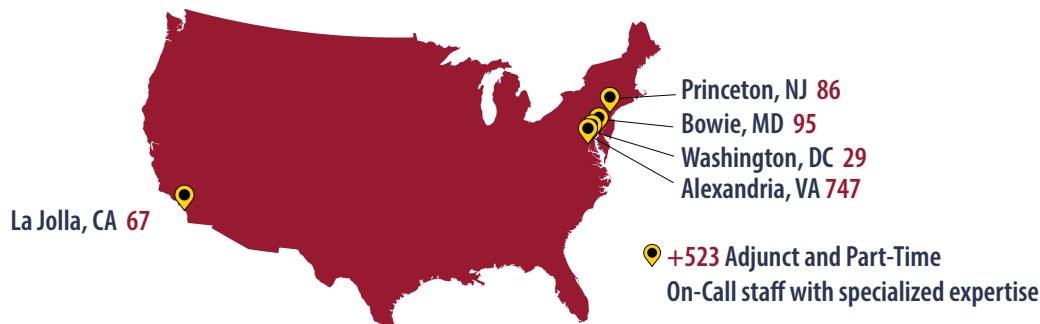 Princeton, NJ 86
Bowie, MD 95
Washington, DC 29
Alexandria, VA 747
La Jolla, CA 67
+523 Adjunct and Part-Time
On-Call staff with specialized expertise